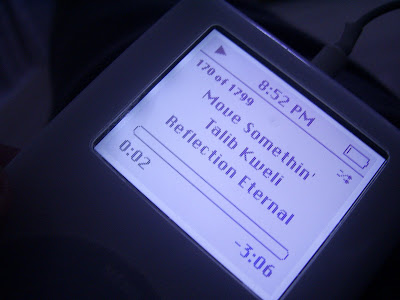 8:52 PM
170 of 1799
Move Somethin'
Talib Kweli
Reflection Eternal
0:02
-3:06